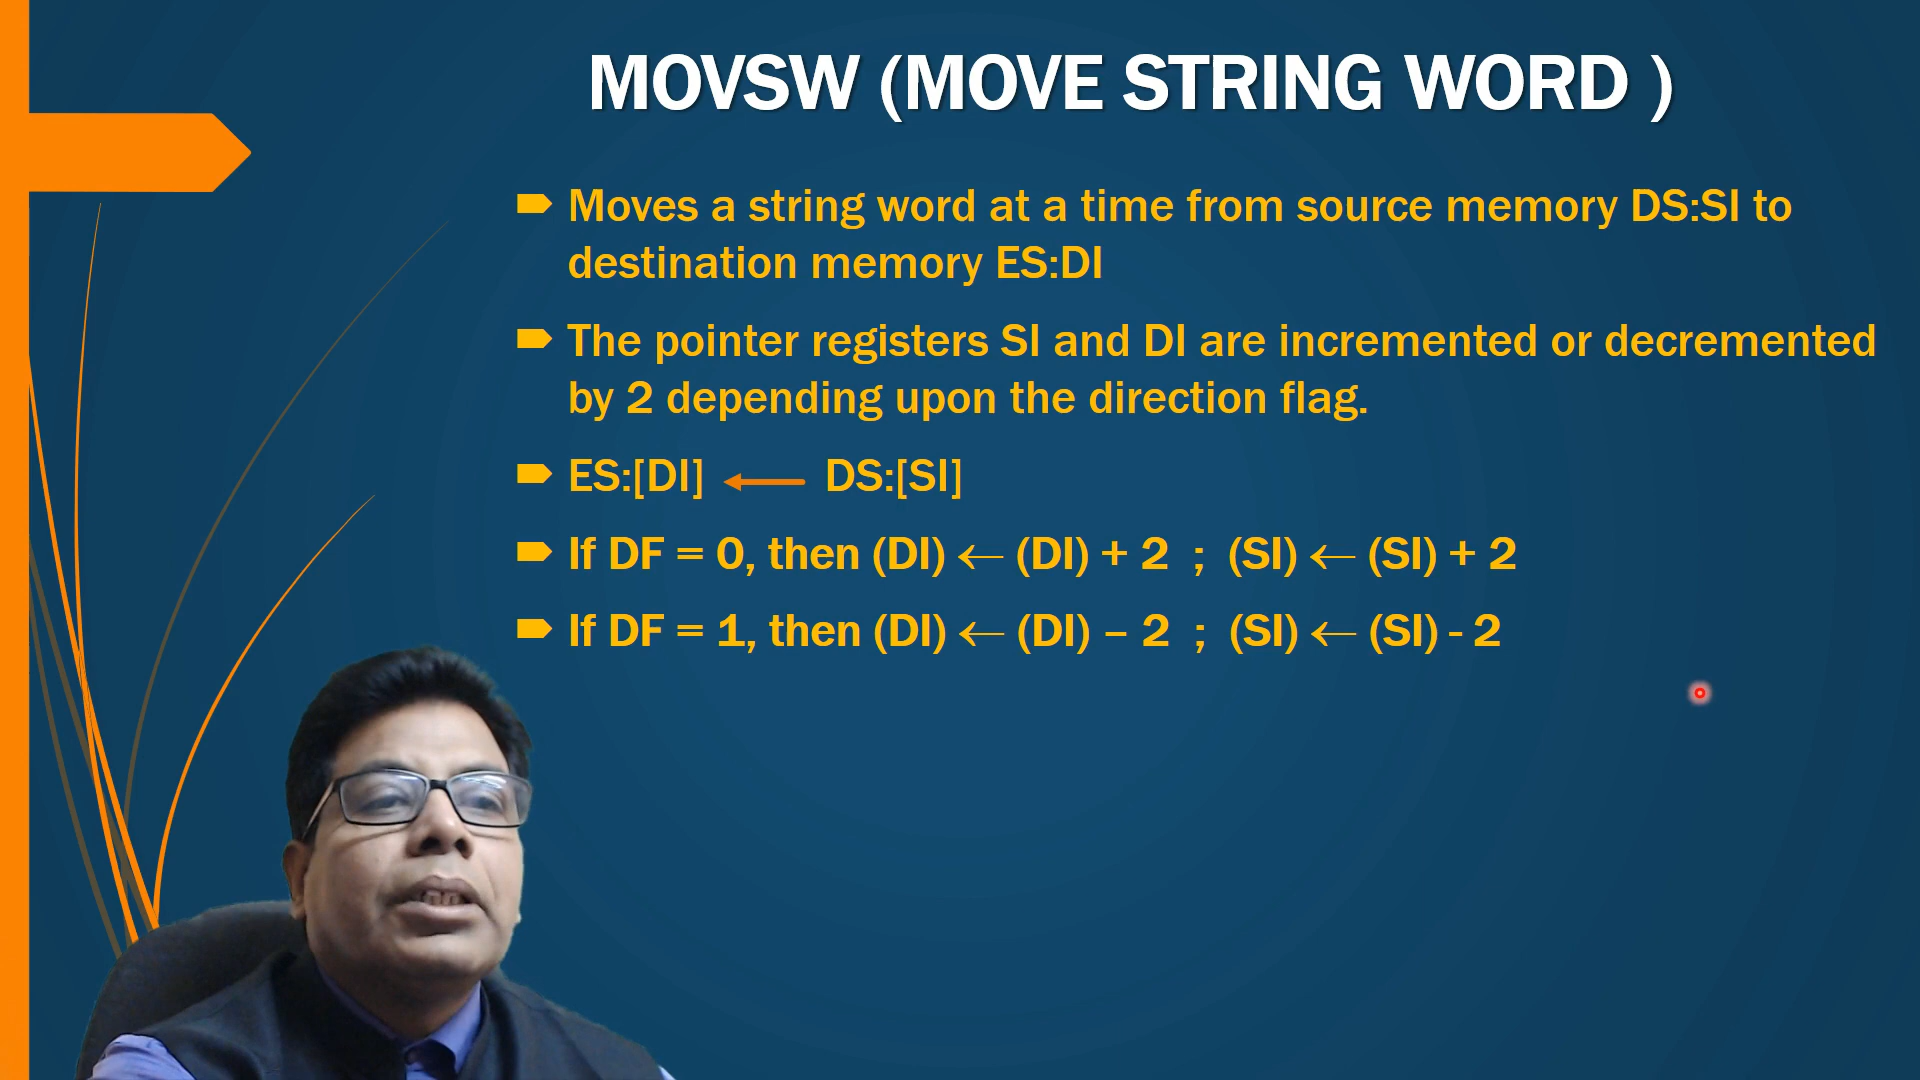 MOVSW (MOVE STRING WORD )
Moves a string word at a time from source memory DS:SI to
destination memory ES:DI
The pointer registers SI and DI are incremented or decremented
by 2 depending upon the direction flag.
ES:[DI] ← DS:[SI]
If DF = 0, then (DI) ← (DI) + 2 ; (SI) ← (SI) + 2
If DF = 1, then (DI) ← (DI) – 2 ; (SI) ← (SI) - 2